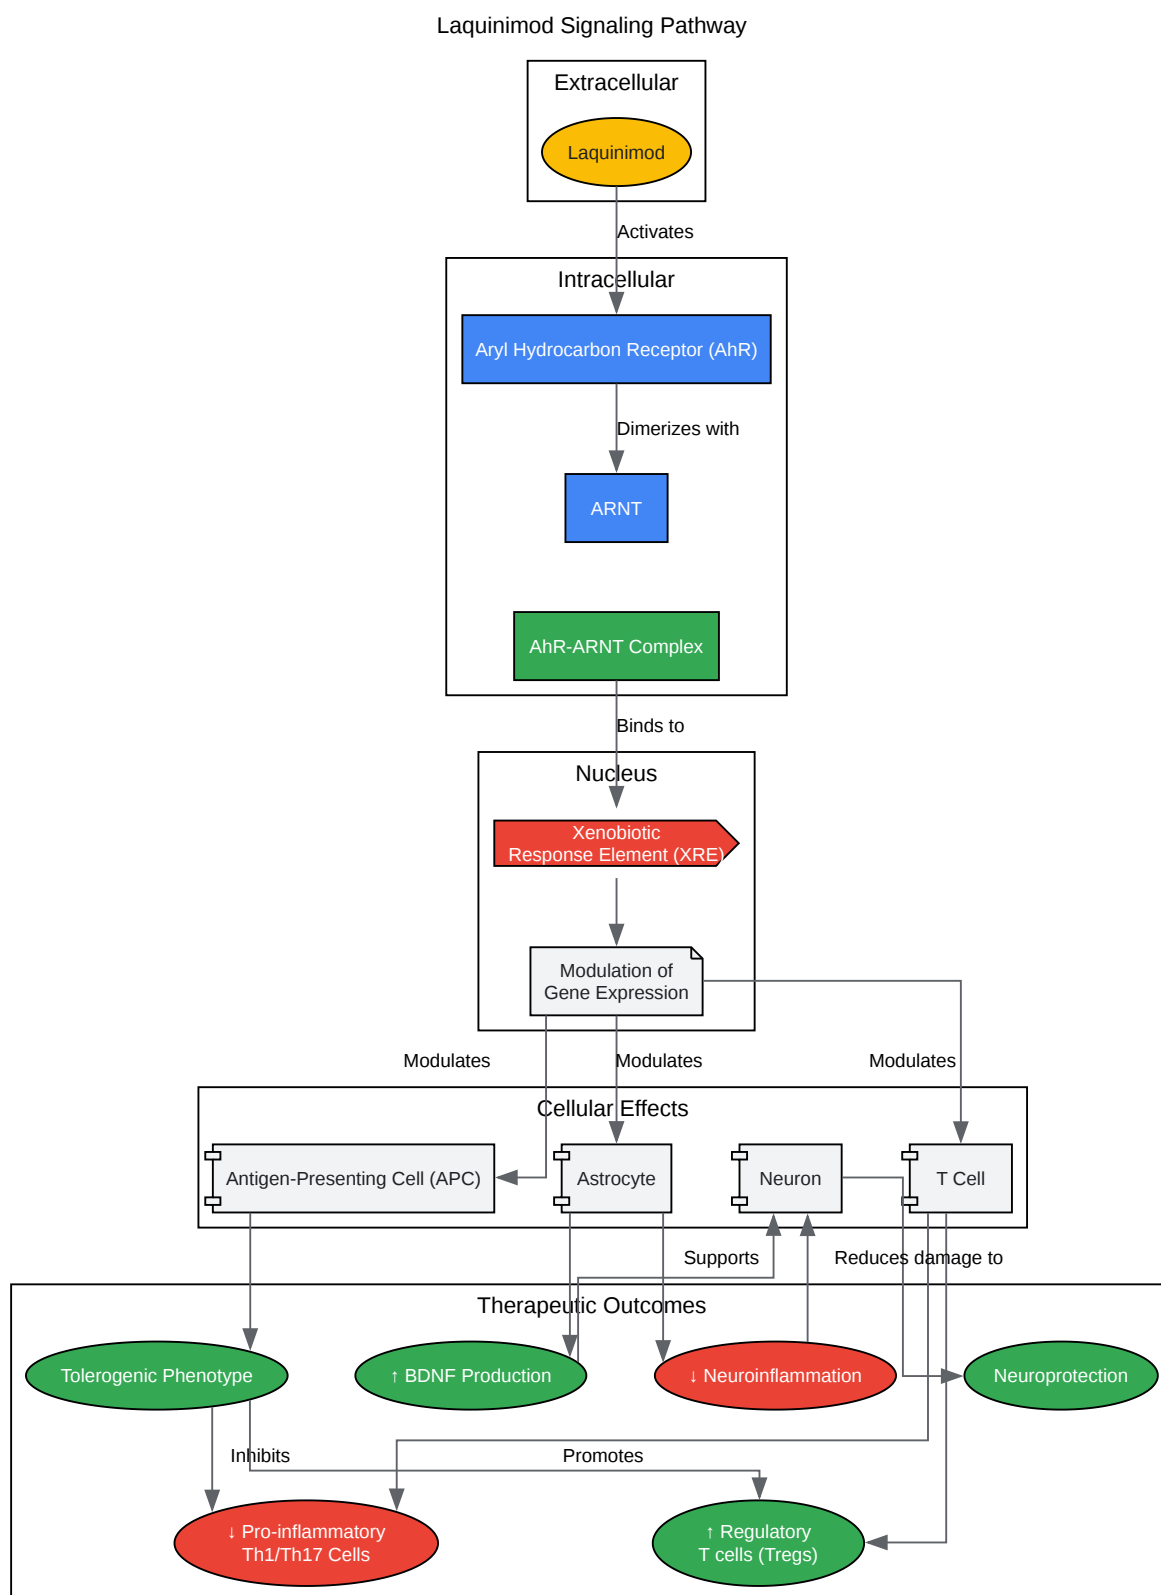 Laquinimod Signaling Pathway
Extracellular
Laquinimod
Activates
Intracellular
Aryl Hydrocarbon Receptor (AhR)
Dimerizes with
ARNT
AhR-ARNT Complex
Binds to
Nucleus
Xenobiotic
Response Element (XRE)
Modulation of
Gene Expression
Modulates
Modulates
Modulates
Cellular Effects
Antigen-Presenting Cell (APC)
Astrocyte
Neuron
T Cell
Supports
Reduces damage to
Therapeutic Outcomes
Tolerogenic Phenotype
↑ BDNF Production
↓ Neuroinflammation
Neuroprotection
Inhibits
Promotes
↓ Pro-inflammatory
Th1/Th17 Cells
↑ Regulatory
T cells (Tregs)